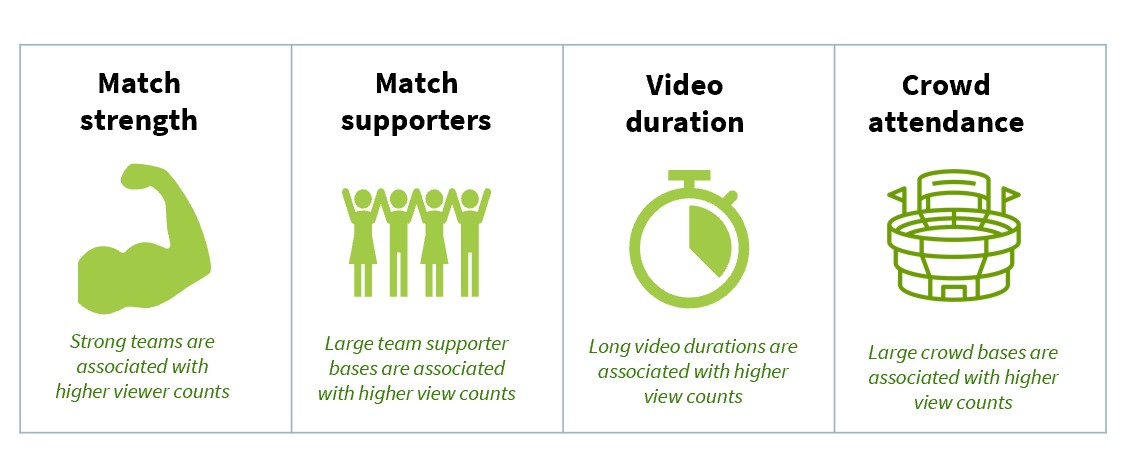 Match
strength
Strong teams are
associated with
higher viewer counts
Match
supporters
Large team supporter
bases are associated
with higher view counts
Video
duration
Long video durations are
associated with higher
view counts
Crowd
attendance
Large crowd bases are
associated with higher
view counts